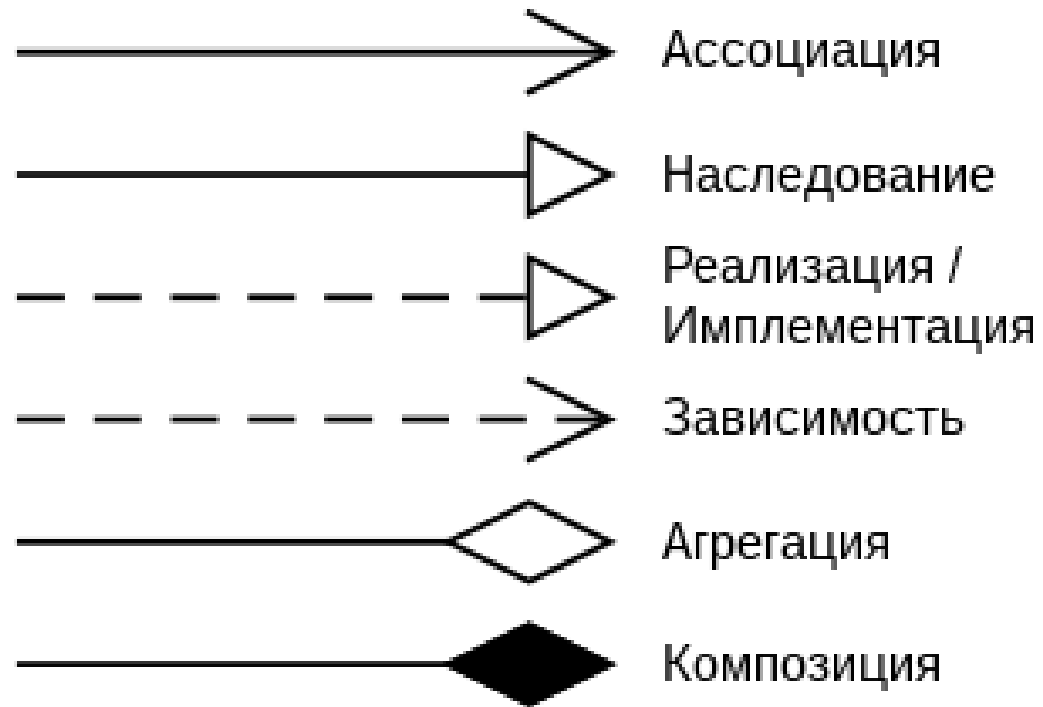 Ассоциация
Наследование
Реализация /
Имплементация
Зависимость
Агрегация
Композиция